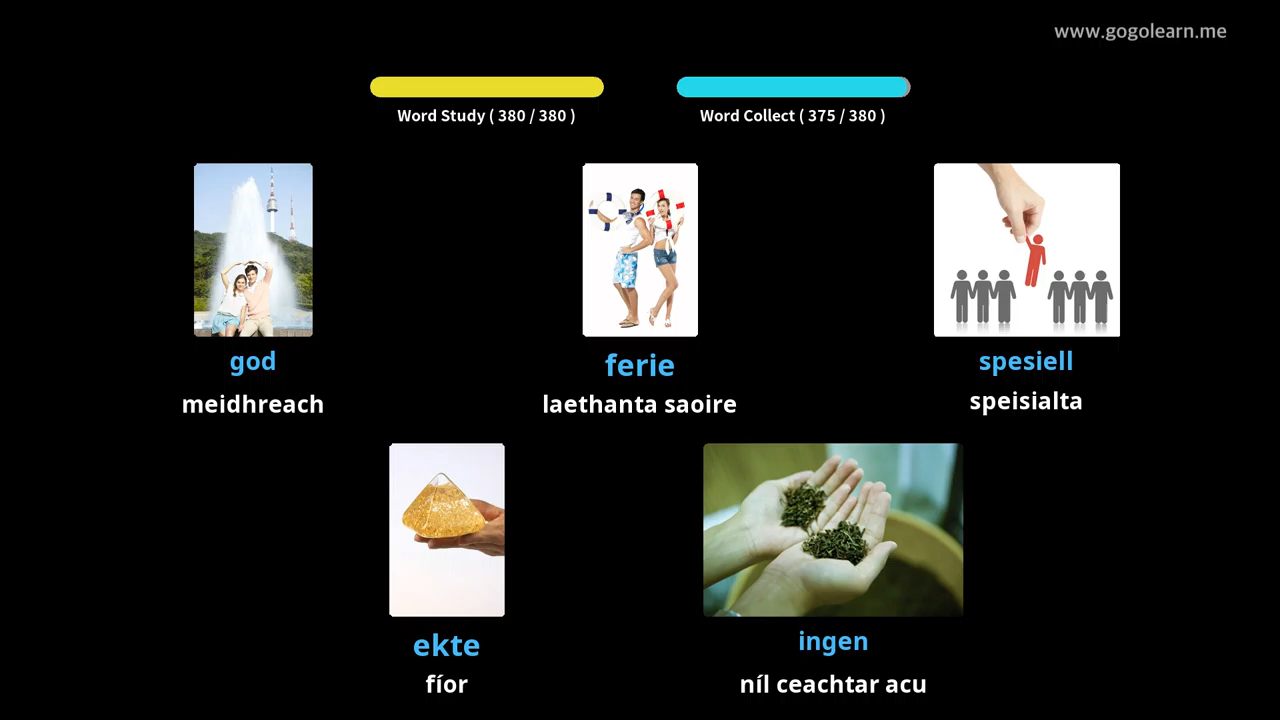 www.gogolearn.me
Word Study ( 380 / 380 )
Word Collect ( 375 / 380 )
god
meidhreach
ferie
laethanta saoire
spesiell
speisialta
ekte
fíor
ingen
níl ceachtar acu